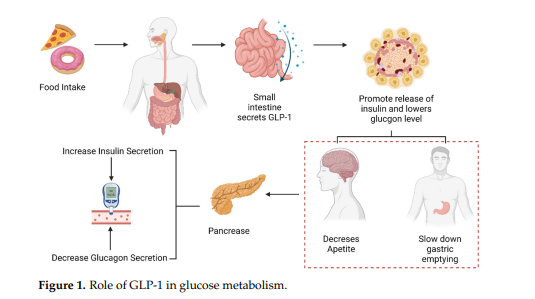 Food Intake
Small
intestine
secrets GLP-1
Promote release of
insulin and lowers
glucgon level
Increase Insulin Secretion
Decrease Glucagon Secretion
Pancrease
Decreses
Apetite
Slow down
gastric
emptying
Figure 1. Role of GLP-1 in glucose metabolism.